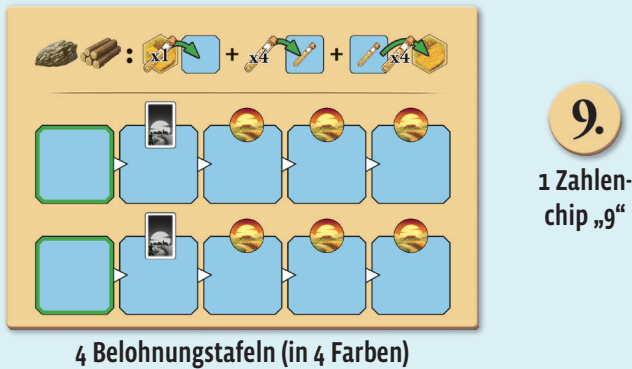 : x1 + x4 + x4
9.
1 Zahlen-
chip „9“
4 Belohnungstafeln (in 4 Farben)